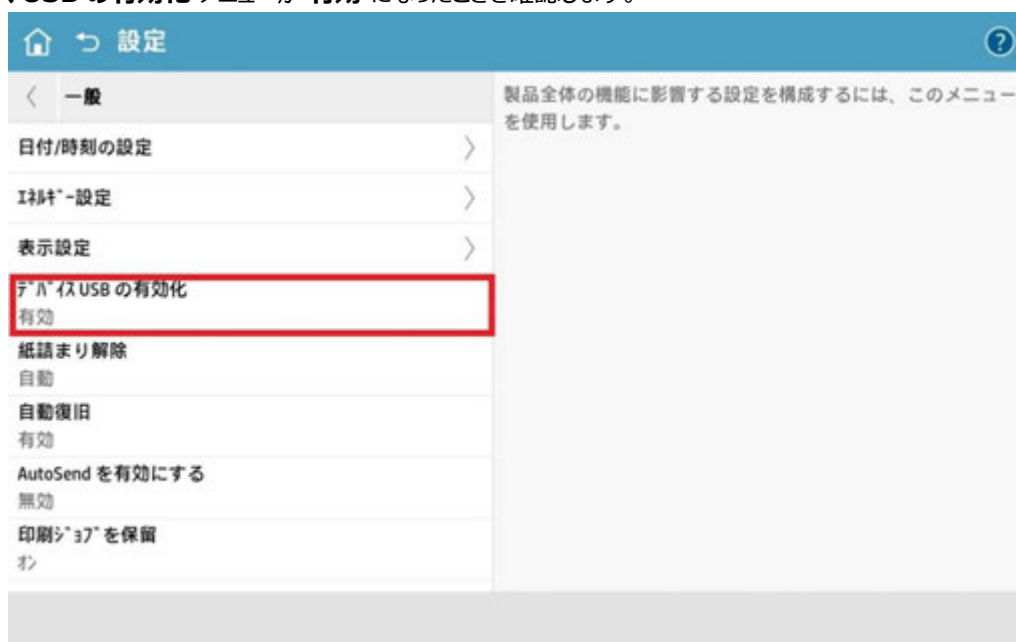 USB の有効化 メニューが 有効 になったことを確認します。
設定
一般
日付/時刻の設定
ｴﾈﾙｷﾞｰ設定
表示設定
ﾃﾞﾊﾞｲｽ USB の有効化
有効
紙詰まり解除
自動
自動復旧
有効
AutoSend を有効にする
無効
印刷ｼﾞｮﾌﾞを保留
ｵﾝ
製品全体の機能に影響する設定を構成するには、このメニュー
を使用します。